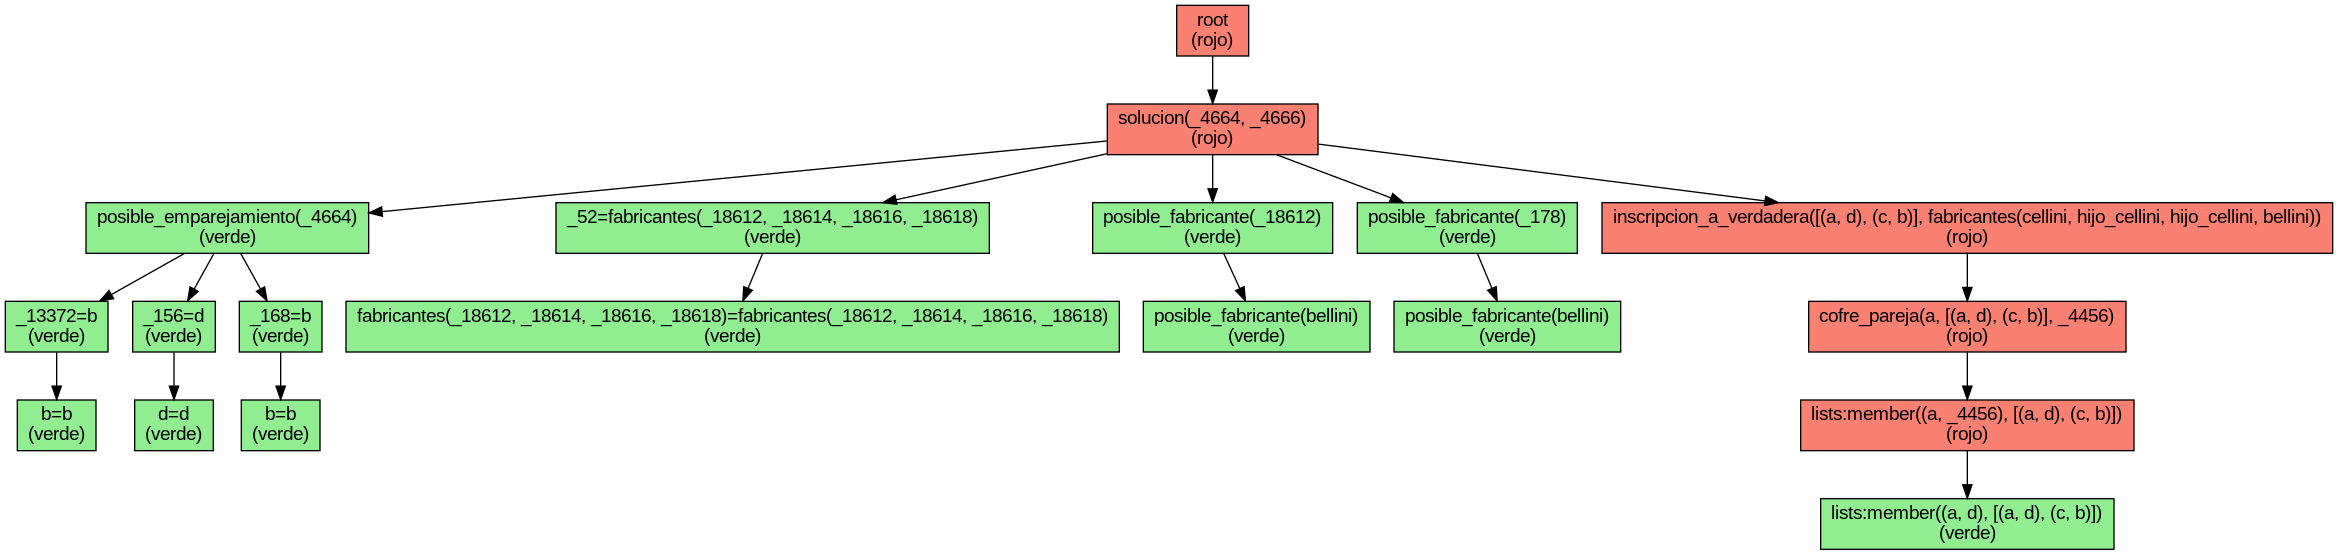 root
(rojo)
solucion(_4664, _4666)
(rojo)
posible_emparejamiento(_4664)
(verde)
_52=fabricantes(_18612, _18614, _18616, _18618)
(verde)
posible_fabricante(_18612)
(verde)
posible_fabricante(_178)
(verde)
inscripcion_a_verdadera([(a, d), (c, b)], fabricantes(cellini, hijo_cellini, hijo_cellini, bellini))
(rojo)
_13372=b
(verde)
_156=d
(verde)
_168=b
(verde)
fabricantes(_18612, _18614, _18616, _18618)=fabricantes(_18612, _18614, _18616, _18618)
(verde)
posible_fabricante(bellini)
(verde)
posible_fabricante(bellini)
(verde)
cofre_pareja(a, [(a, d), (c, b)], _4456)
(rojo)
b=b
(verde)
d=d
(verde)
b=b
(verde)
lists:member((a, _4456), [(a, d), (c, b)])
(rojo)
lists:member((a, d), [(a, d), (c, b)])
(verde)